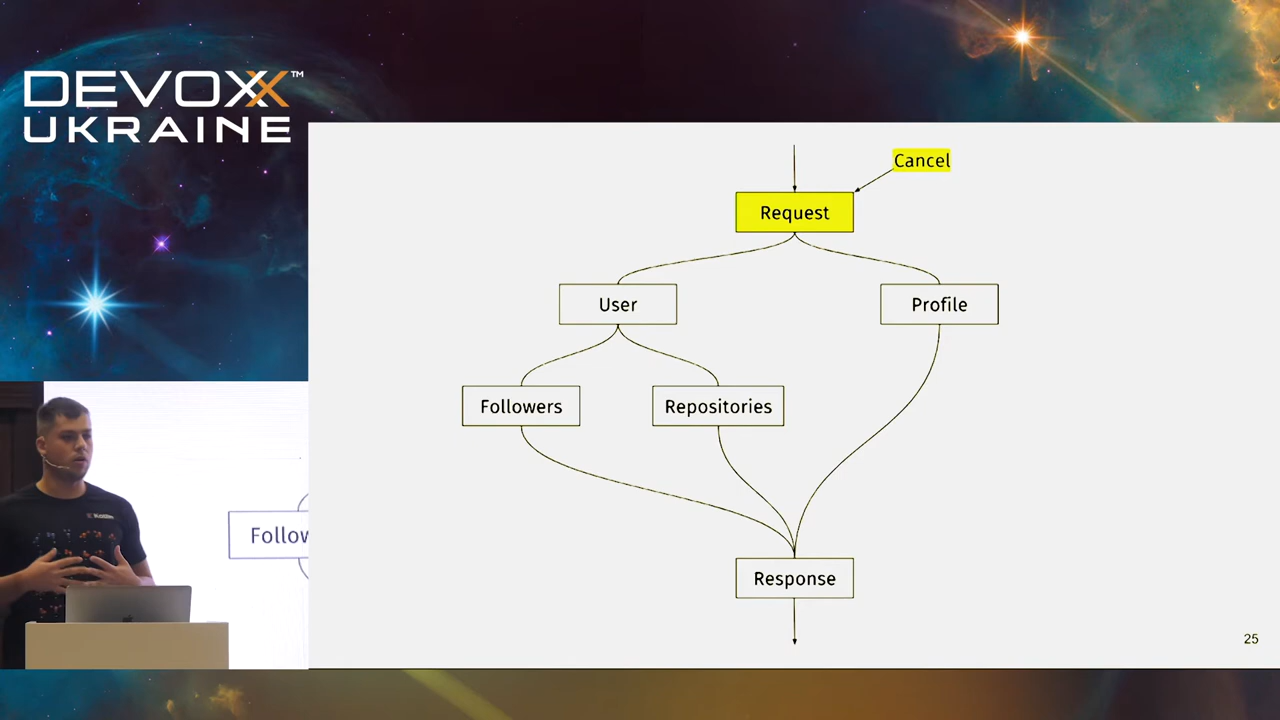 DEVOXX™
UKRAINE
Cancel
Request
User
Profile
Followers
Repositories
Response
25
Follow